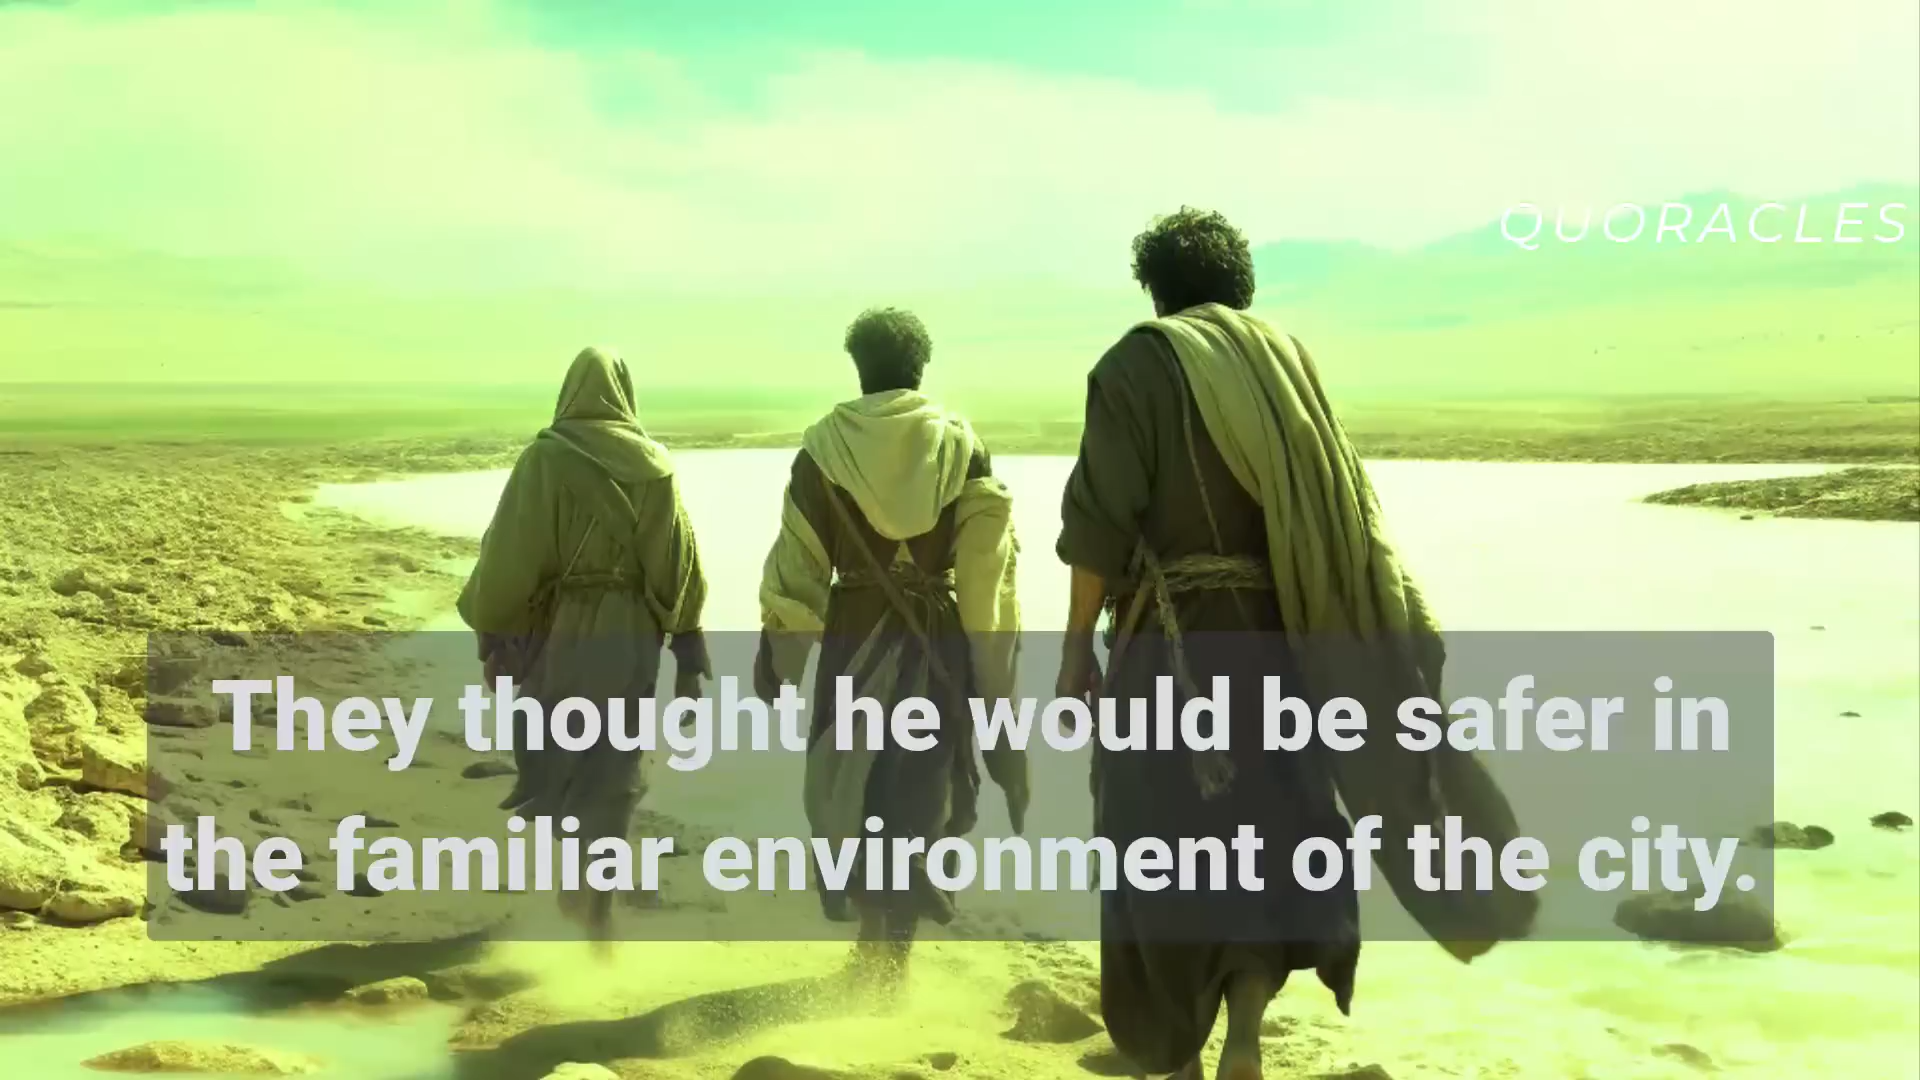 QUORACLES
They thought he would be safer in
the familiar environment of the city.